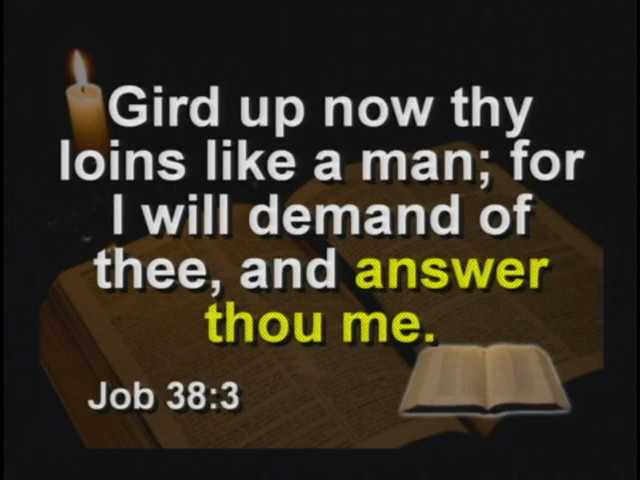 Gird up now thy
loins like a man; for
I will demand of
thee, and answer
thou me.
Job 38:3